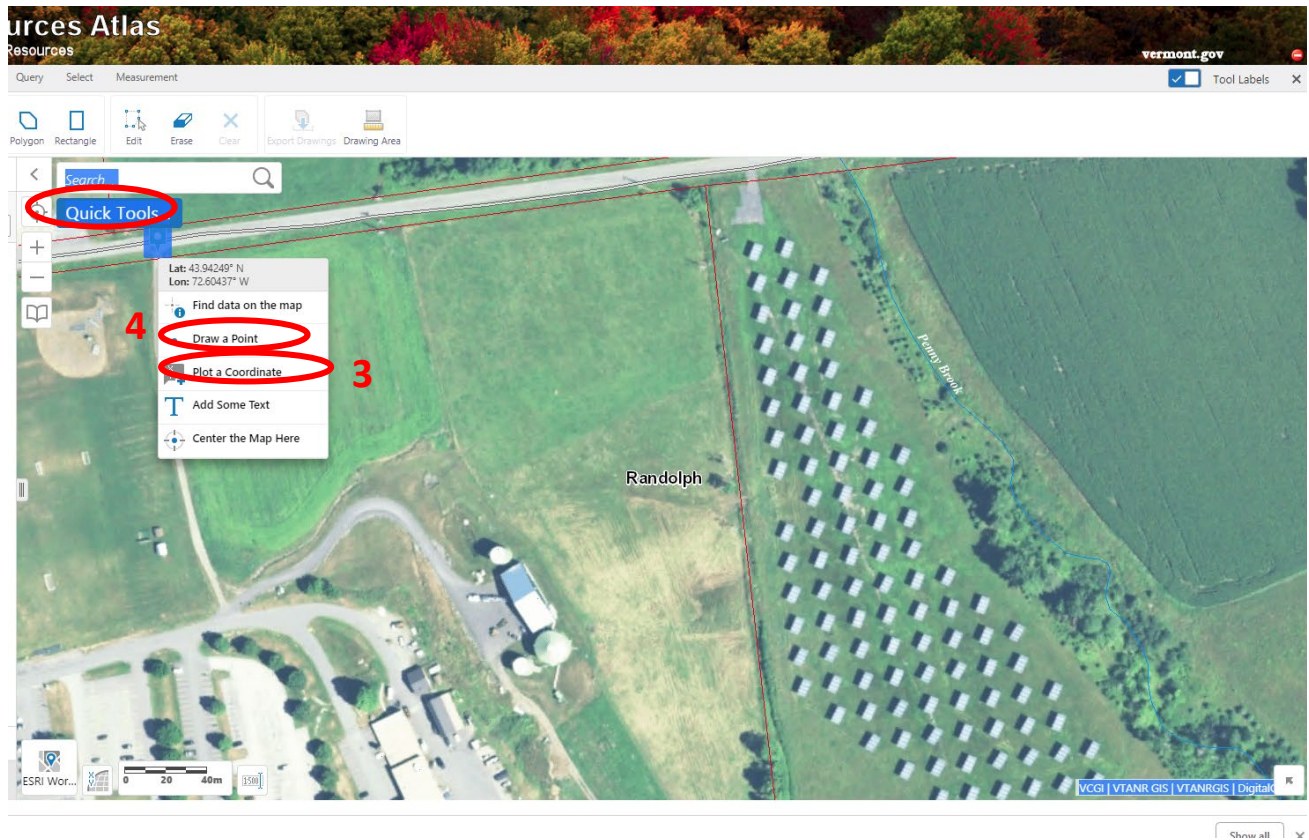 urces Atlas
Resources
vermont.gov
Query Select Measurement Tool Labels
Polygon Rectangle Edit Erase Clear Export Drawings Drawing Area
Search...
Quick Tools
Lat: 43.94249° N
Lon: 72.60437° W
Find data on the map
4
Draw a Point
Plot a Coordinate
3
Add Some Text
Center the Map Here
Penny Brook
Randolph
ESRI Wor...
0 20 40m
VCGI | VTANR GIS | VTANRGIS | Digital
Show all